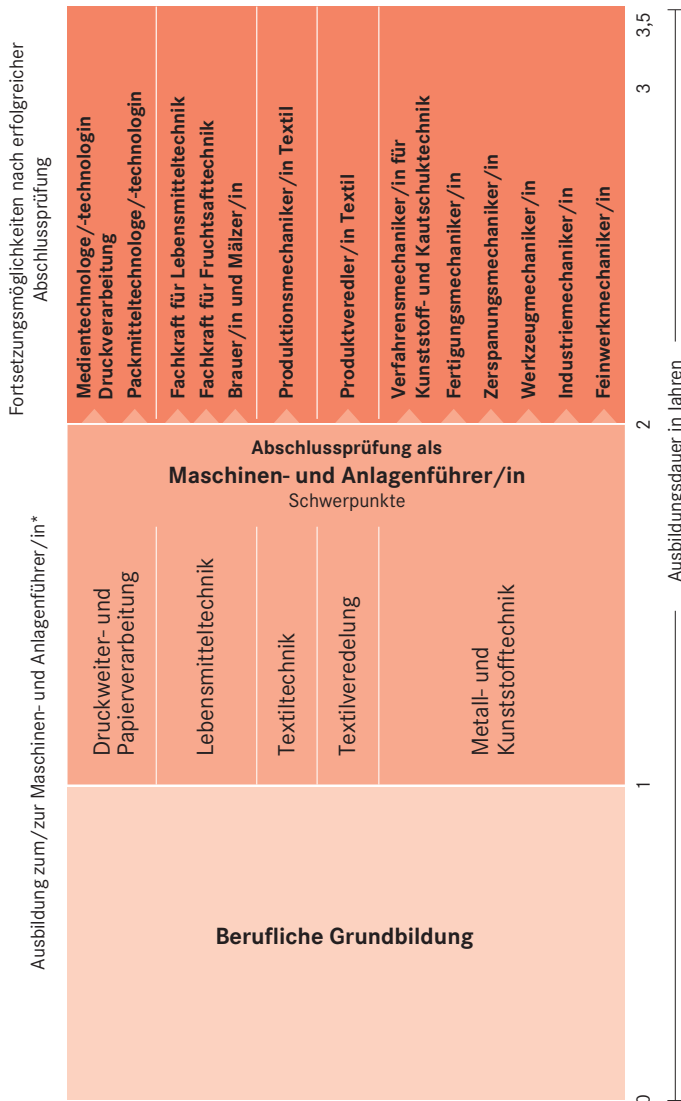 Fortsetzungsmöglichkeiten nach erfolgreicher
Abschlussprüfung
Ausbildung zum/zur Maschinen- und Anlagenführer/in*
Medientechnologe/-technologin
Druckverarbeitung
Packmitteltechnologe/-technologin
Fachkraft für Lebensmitteltechnik
Fachkraft für Fruchtsafttechnik
Brauer/in und Mälzer/in
Produktionsmechaniker/in Textil
Produktveredler/in Textil
Verfahrensmechaniker/in für
Kunststoff- und Kautschuktechnik
Fertigungsmechaniker/in
Zerspanungsmechaniker/in
Werkzeugmechaniker/in
Industriemechaniker/in
Feinwerkmechaniker/in
Abschlussprüfung als
Maschinen- und Anlagenführer/in
Schwerpunkte
Druckweiter- und
Papierverarbeitung
Lebensmitteltechnik
Textiltechnik
Textilveredelung
Metall- und
Kunststofftechnik
Berufliche Grundbildung
0
1
2
3
3,5
Ausbildungsdauer in Jahren